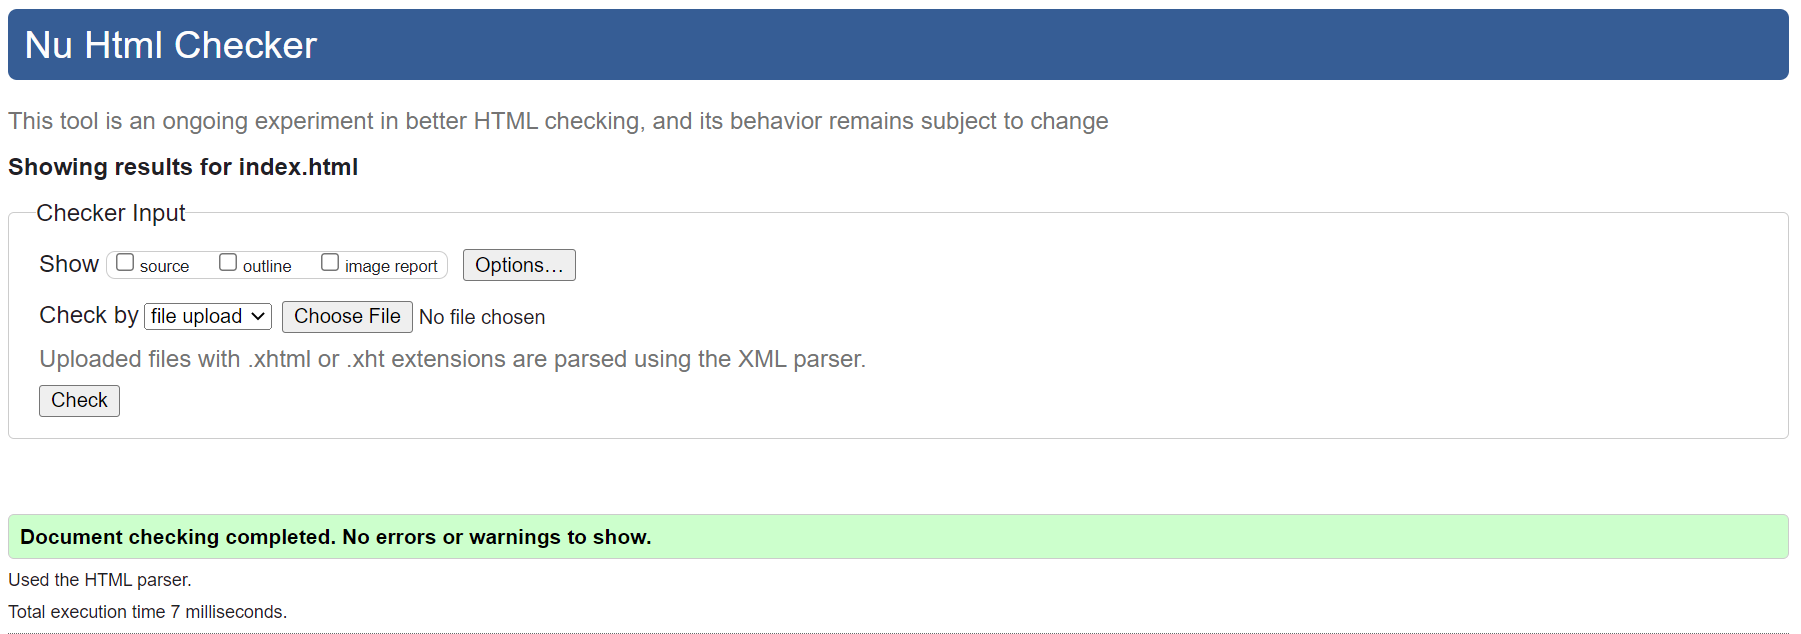 Nu Html Checker
This tool is an ongoing experiment in better HTML checking, and its behavior remains subject to change
Showing results for index.html
Checker Input
Show source outline image report Options…
Check by file upload Choose File No file chosen
Uploaded files with .xhtml or .xht extensions are parsed using the XML parser.
Check
Document checking completed. No errors or warnings to show.
Used the HTML parser.
Total execution time 7 milliseconds.